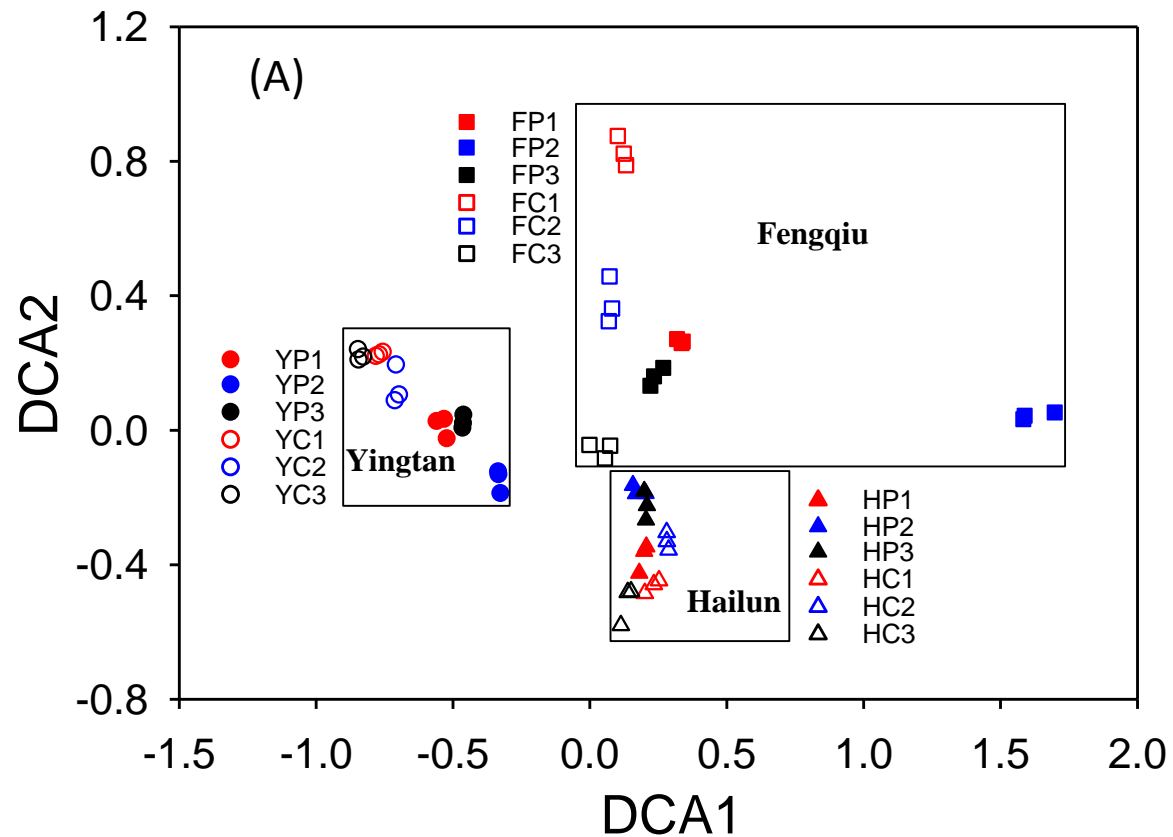 (A)
1.2
0.8
0.4
0.0
-0.4
-0.8
DCA2
FP1
FP2
FP3
FC1
FC2
FC3
Fengqiu
YP1
YP2
YP3
YC1
YC2
YC3
Yingtan
HP1
HP2
HP3
HC1
HC2
HC3
Hailun
-1.5 -1.0 -0.5 0.0 0.5 1.0 1.5 2.0
DCA1